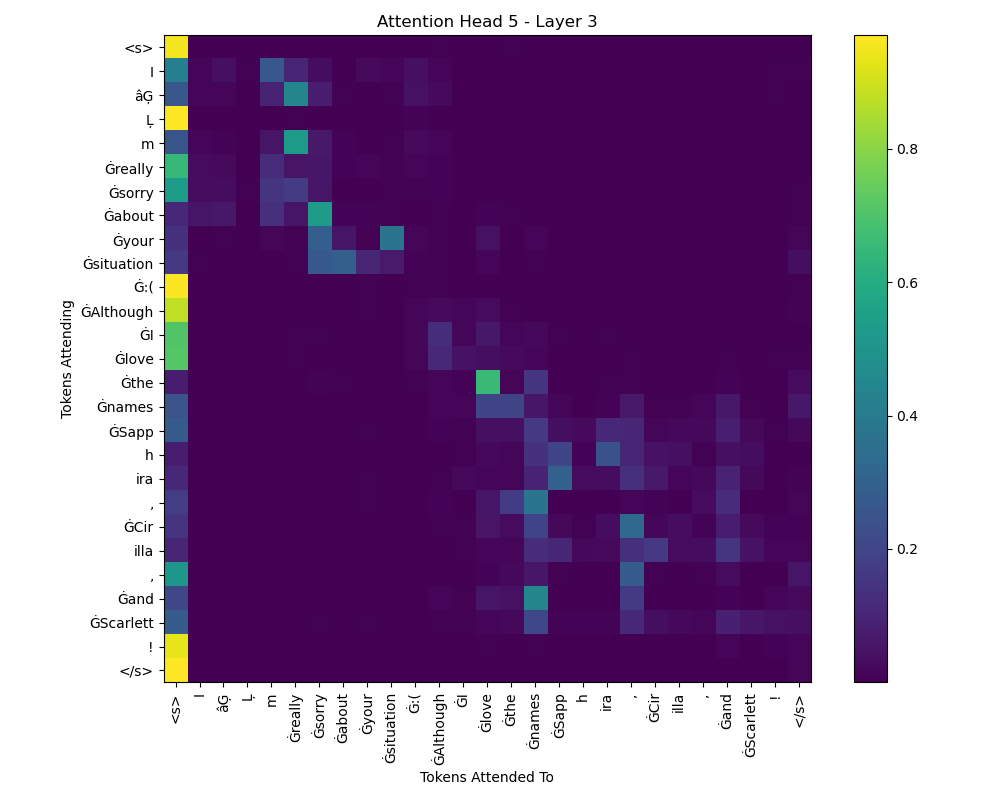 Attention Head 5 - Layer 3
<s>
I
âĢ
Ļ
m
Ġreally
Ġsorry
Ġabout
Ġyour
Ġsituation
Ġ:(
ĠAlthough
ĠI
Ġlove
Ġthe
Ġnames
ĠSapp
h
ira
,
ĠCir
illa
,
Ġand
ĠScarlett
!
</s>
Tokens Attending
<s>
I
âĢ
Ļ
m
Ġreally
Ġsorry
Ġabout
Ġyour
Ġsituation
Ġ:(
ĠAlthough
ĠI
Ġlove
Ġthe
Ġnames
ĠSapp
h
ira
,
ĠCir
illa
,
Ġand
ĠScarlett
!
</s>
Tokens Attended To
0.8
0.6
0.4
0.2